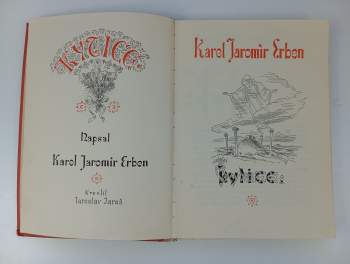 KYTICE
Napsal
Karel Jaromír Erben
Kreslil
Jaroslav Jareš
Karel Jaromír Erben
kytice: